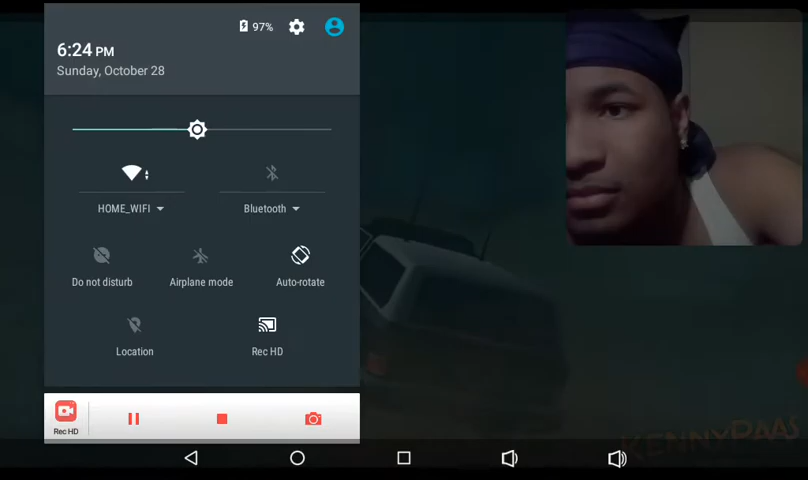 97%
6:24 PM
Sunday, October 28
HOME_WIFI
Bluetooth
Do not disturb
Airplane mode
Auto-rotate
Location
Rec HD
Rec HD
KENNYDAAS